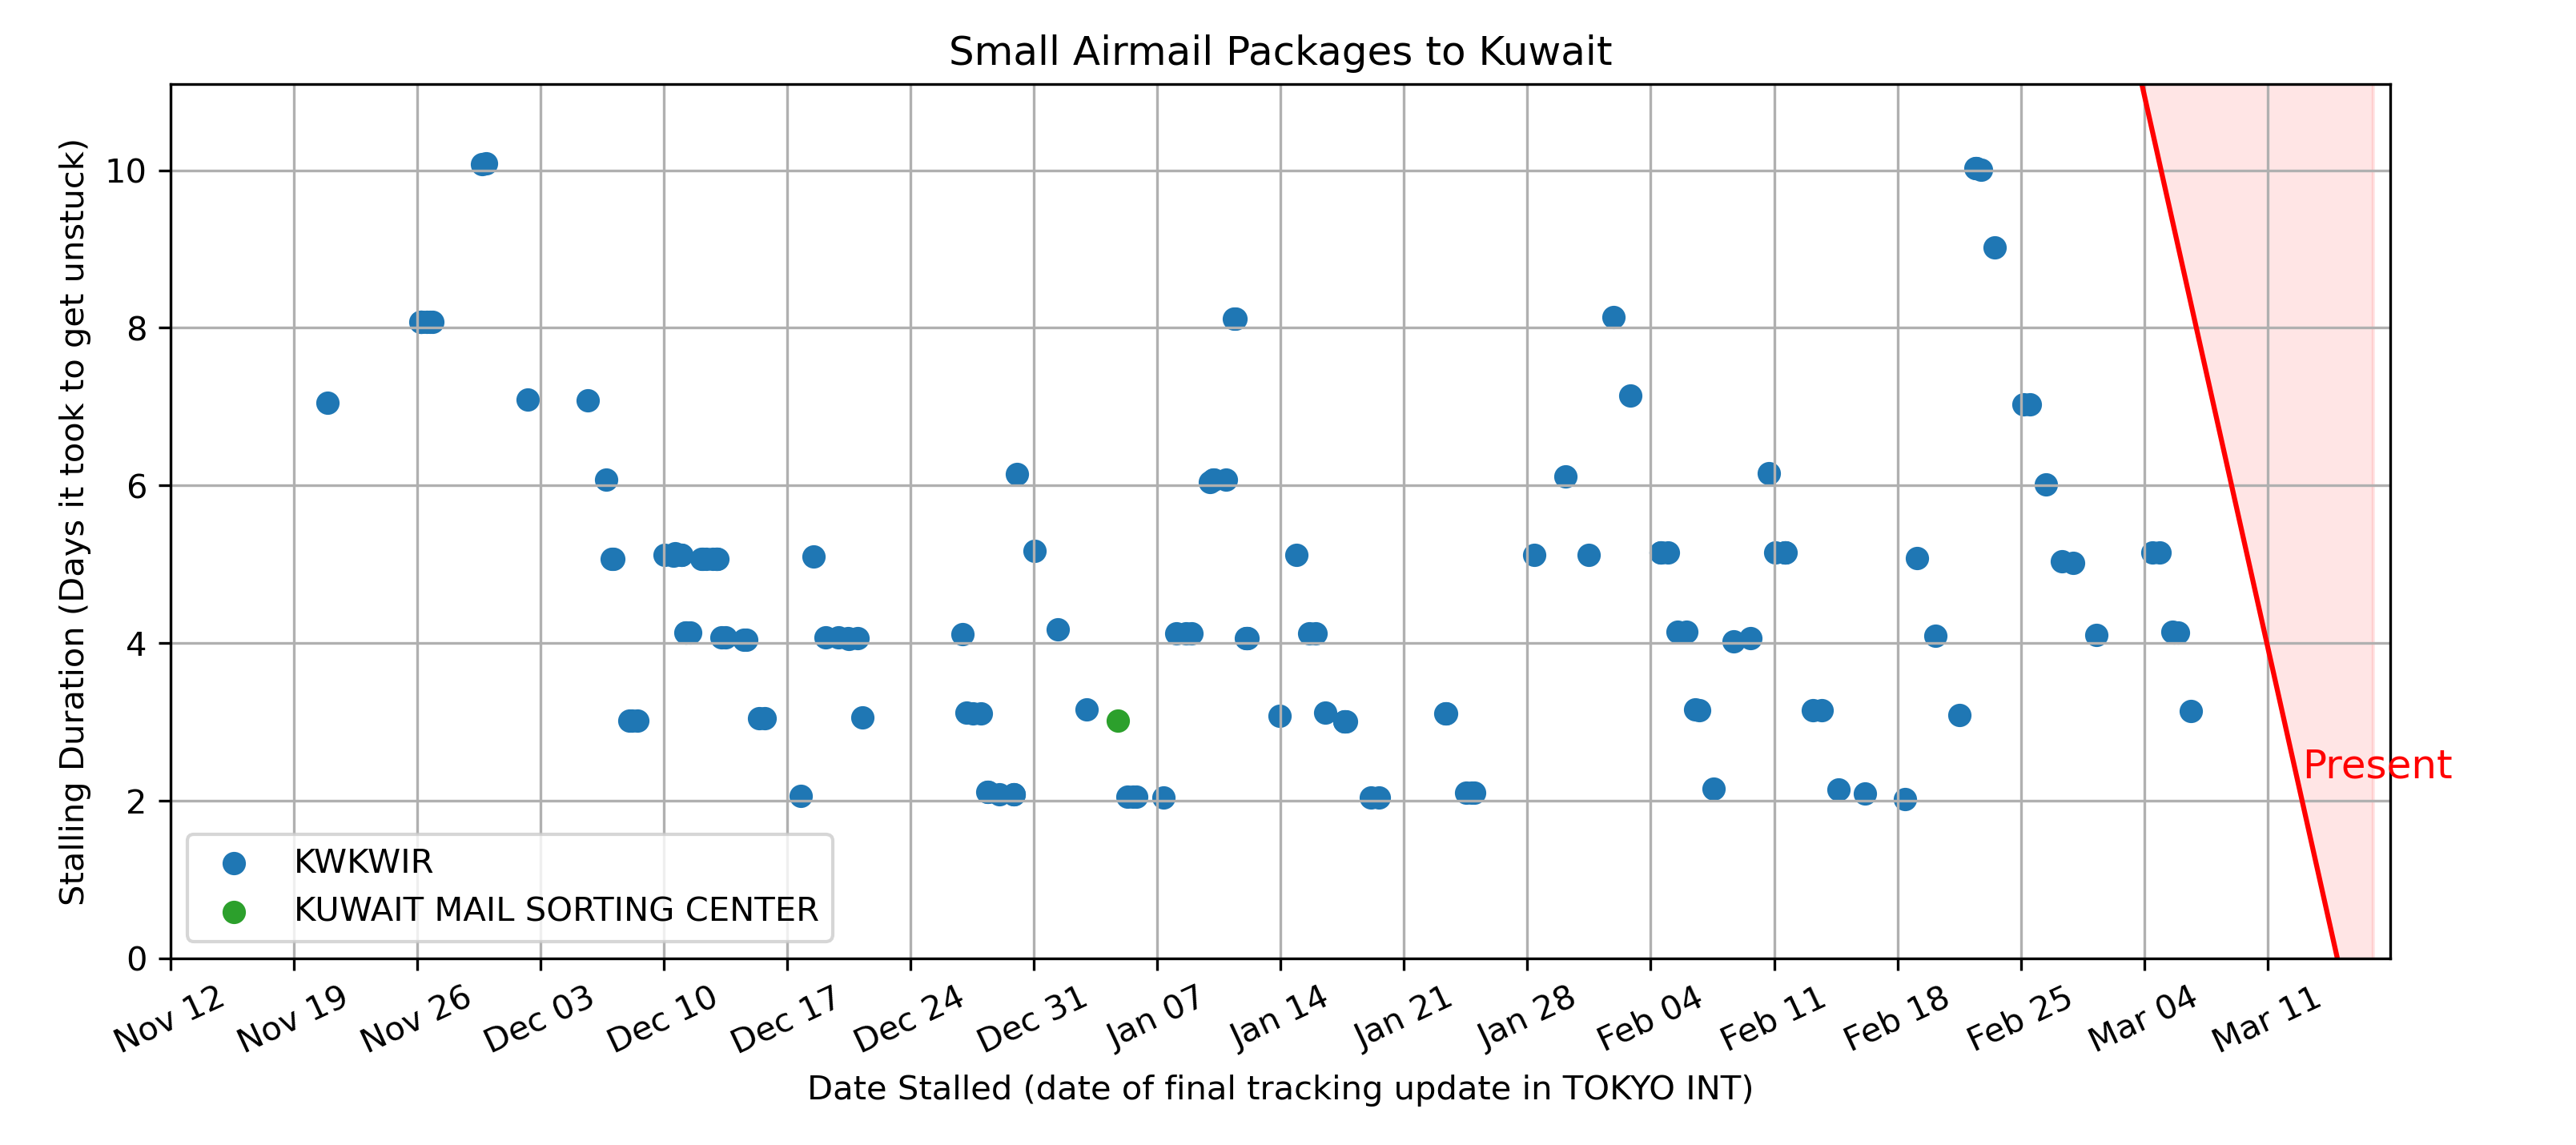 Small Airmail Packages to Kuwait
Stalling Duration (Days it took to get unstuck)
10
8
6
4
2
0
Present
KWKWIR
KUWAIT MAIL SORTING CENTER
Nov 12
Nov 19
Nov 26
Dec 03
Dec 10
Dec 17
Dec 24
Dec 31
Jan 07
Jan 14
Jan 21
Jan 28
Feb 04
Feb 11
Feb 18
Feb 25
Mar 04
Mar 11
Date Stalled (date of final tracking update in TOKYO INT)